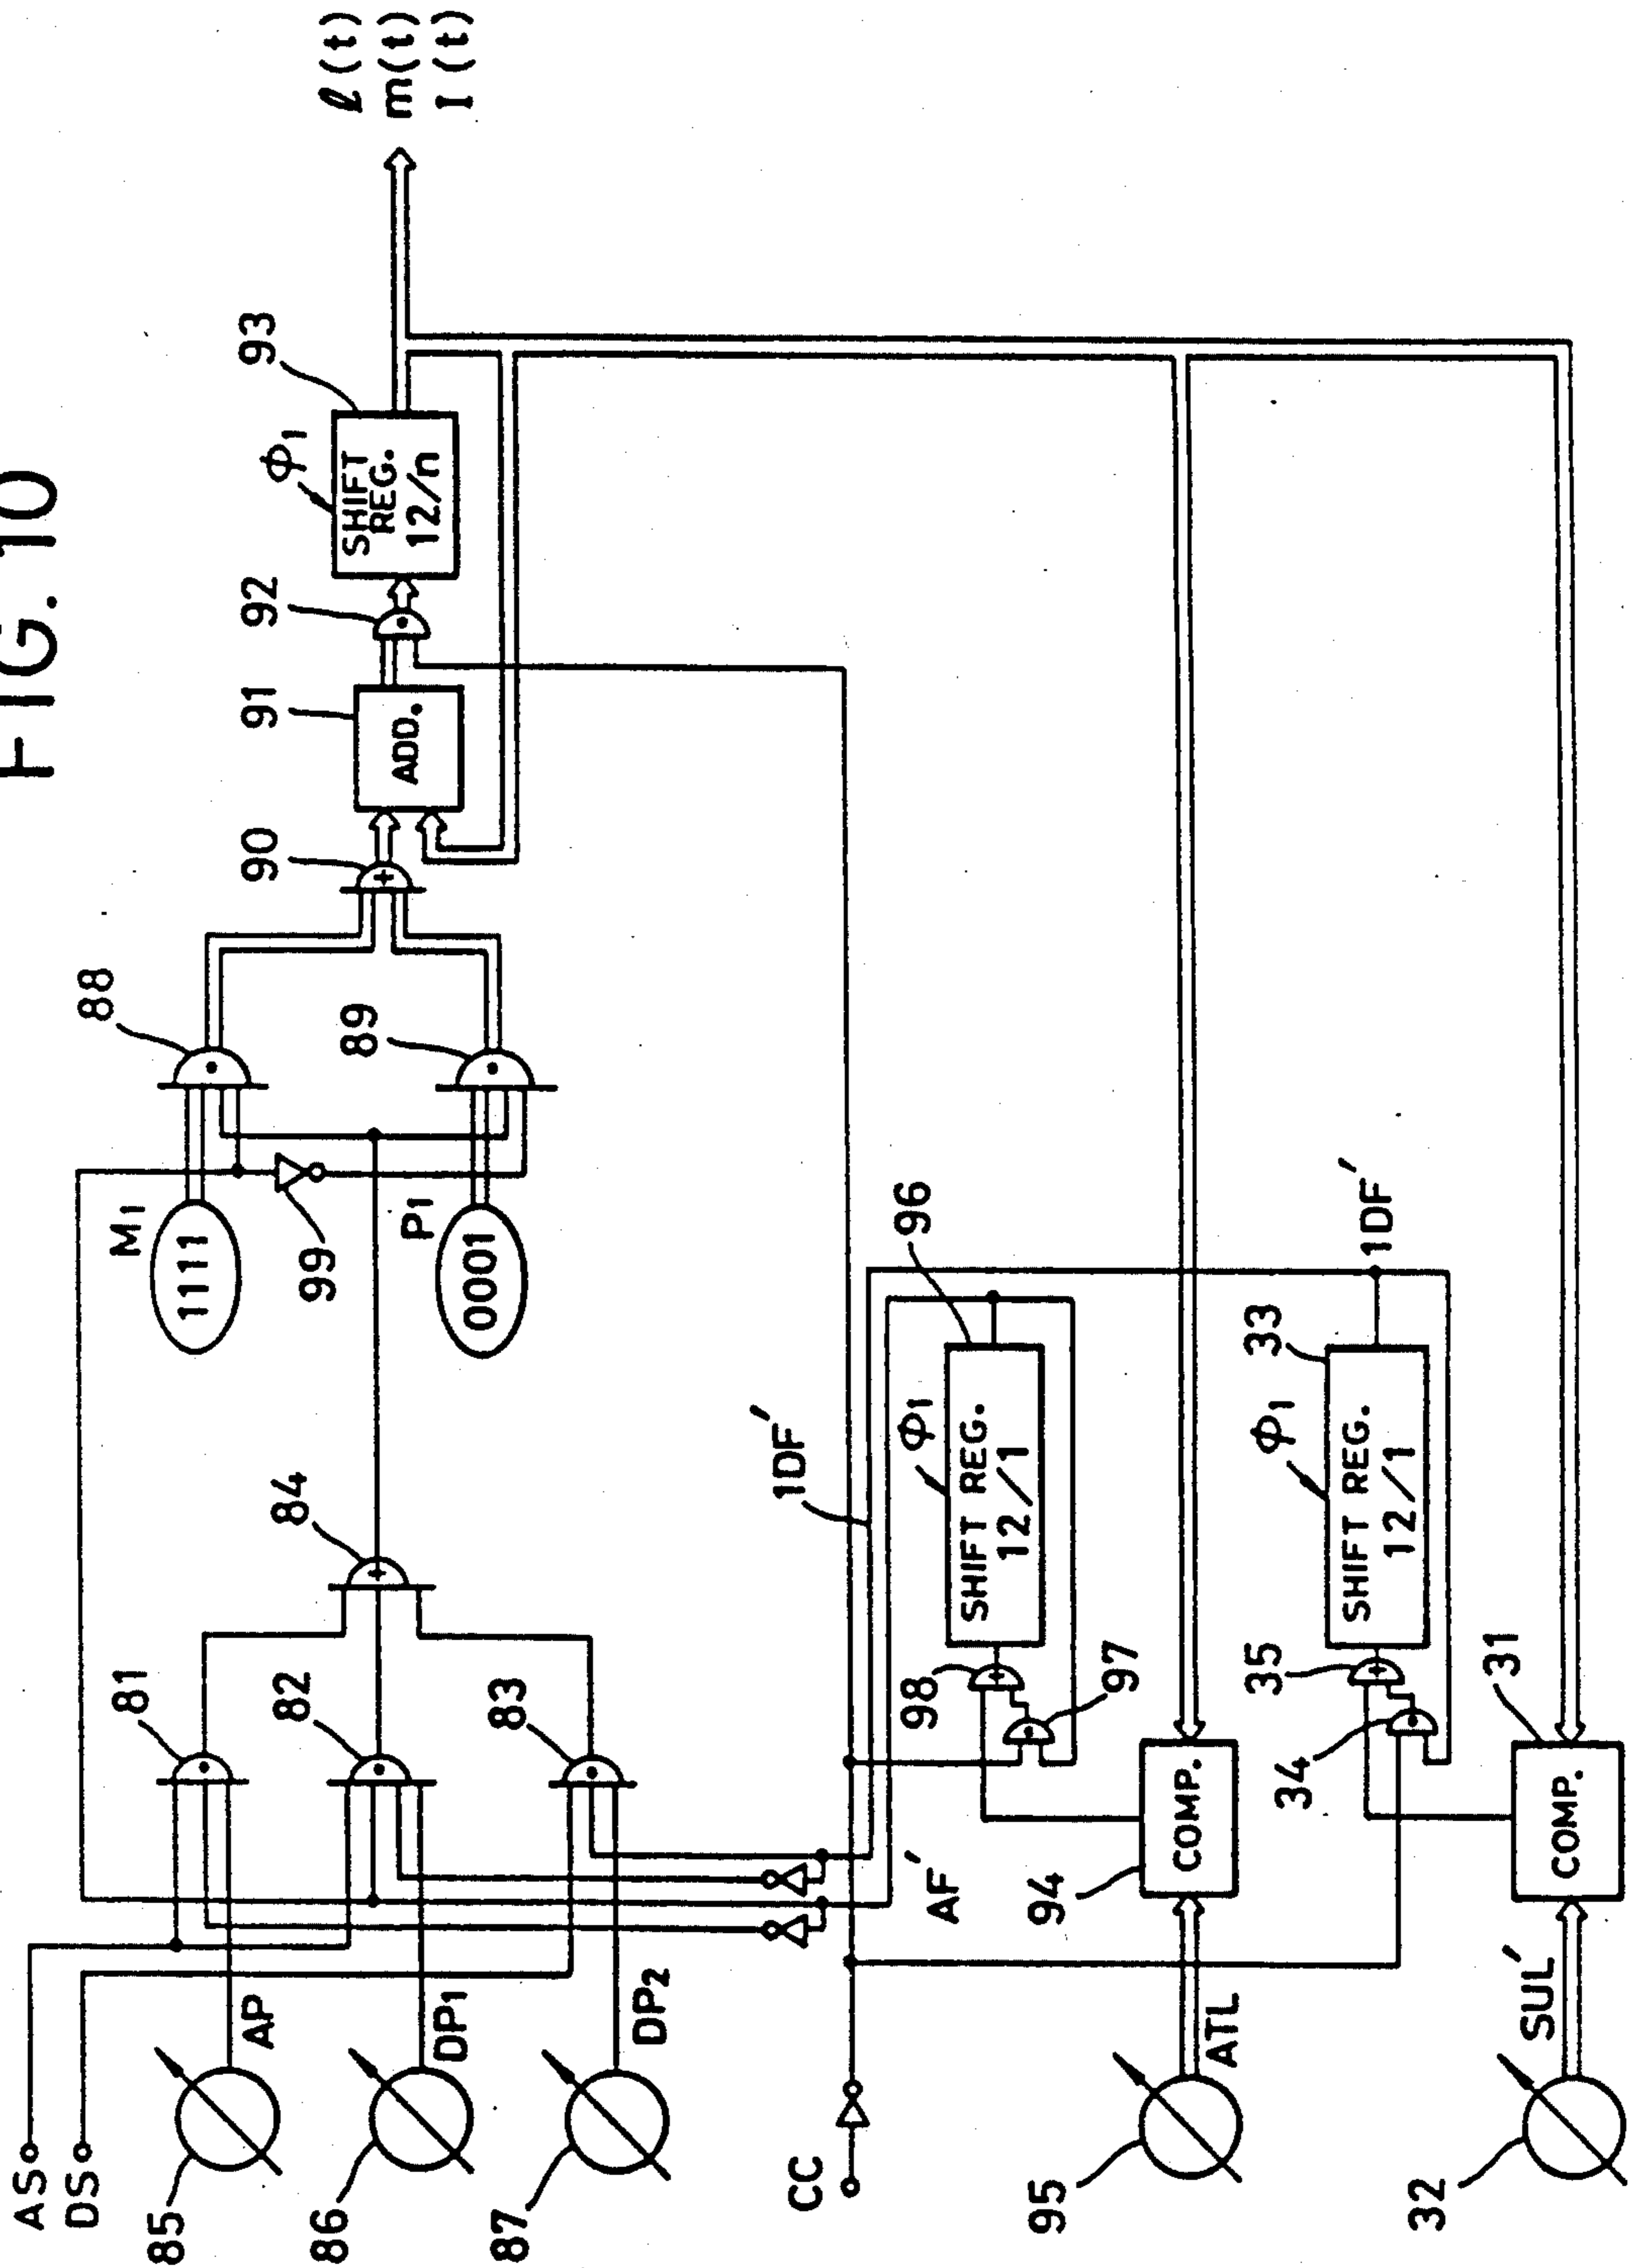 FIG. 10
ℓ(t)
m(t)
I(t)
93
φ1
SHIFT
REG.
12/n
92
91
ADD.
90
88
89
M1
1111
99
P1
0001
84
81
82
83
AS
DS
85
AP
86
DP1
87
DP2
1DF'
AF'
CC
96
φ1
SHIFT REG.
12/1
98
97
94
COMP.
95
ATL
1DF'
33
φ1
SHIFT REG.
12/1
35
34
31
COMP.
32
SUL'